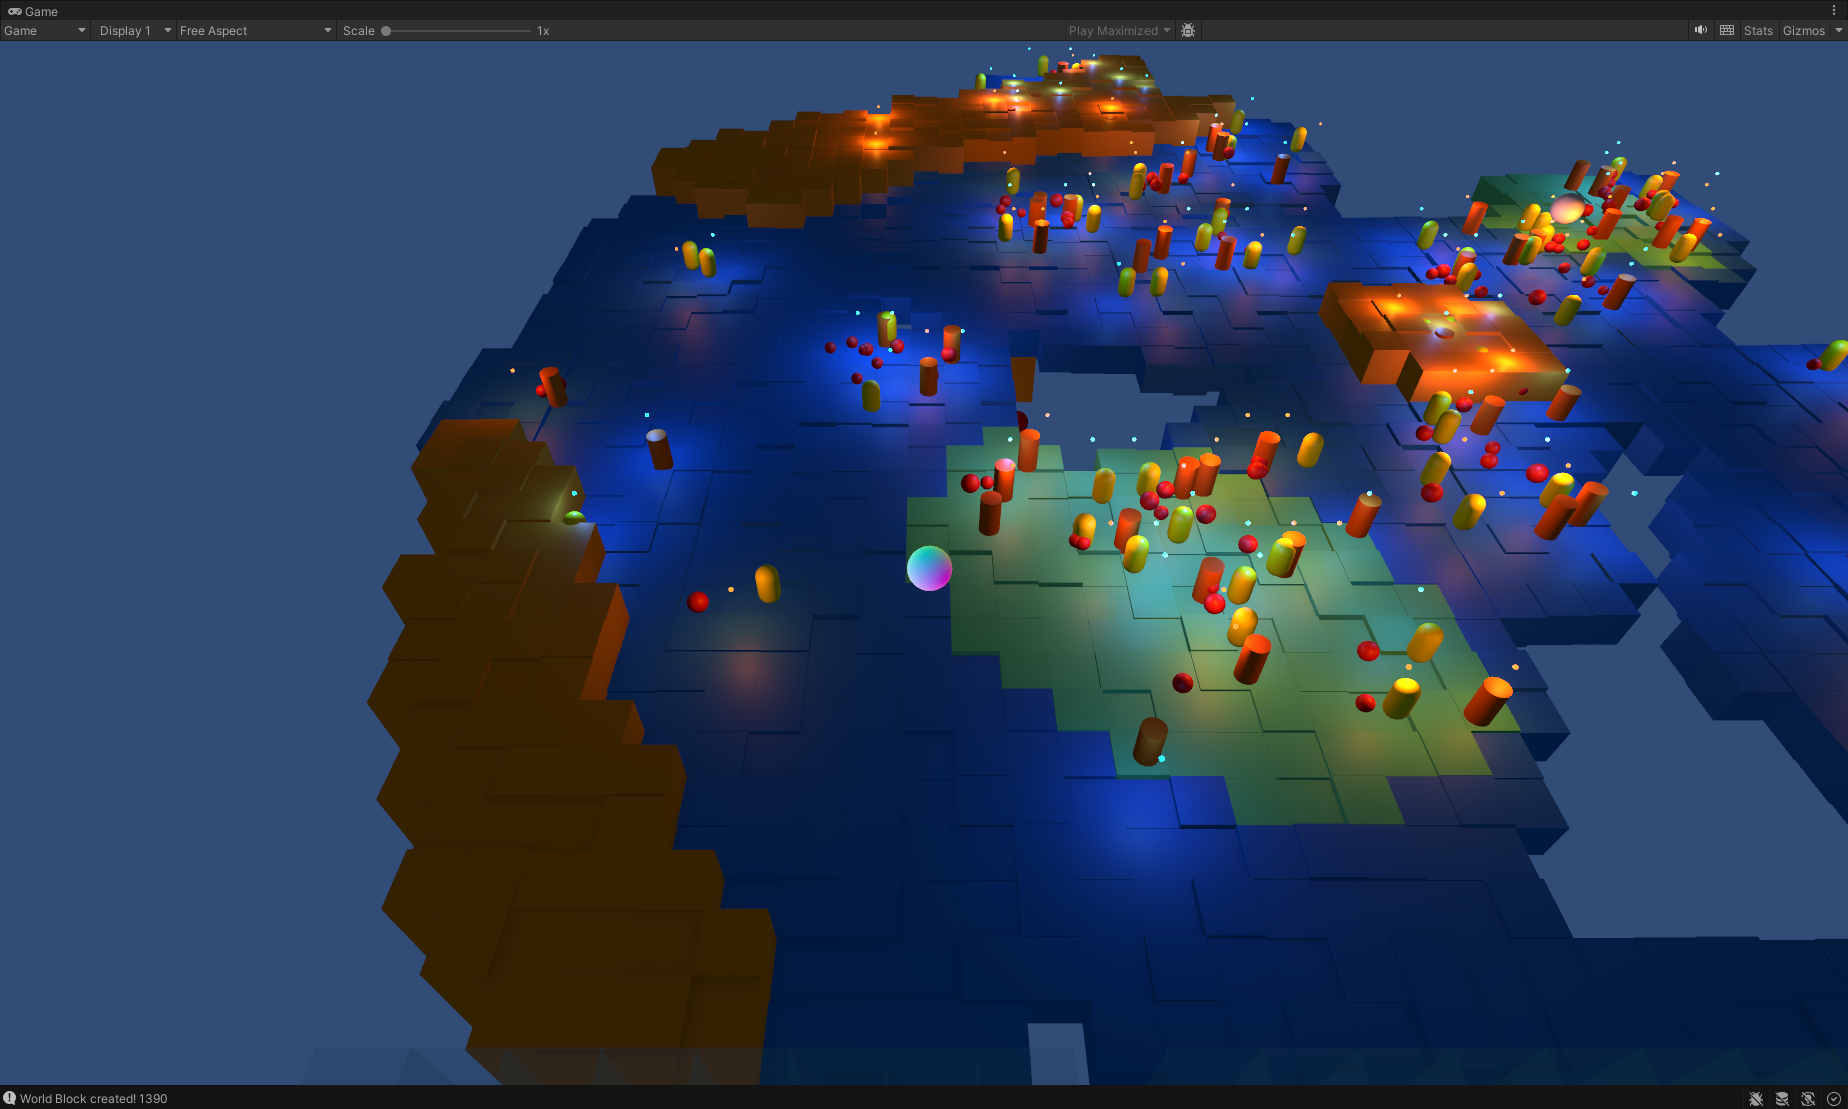 Game
Game Display 1 Free Aspect Scale 1x Play Maximized Stats Gizmos
World Block created! 1390